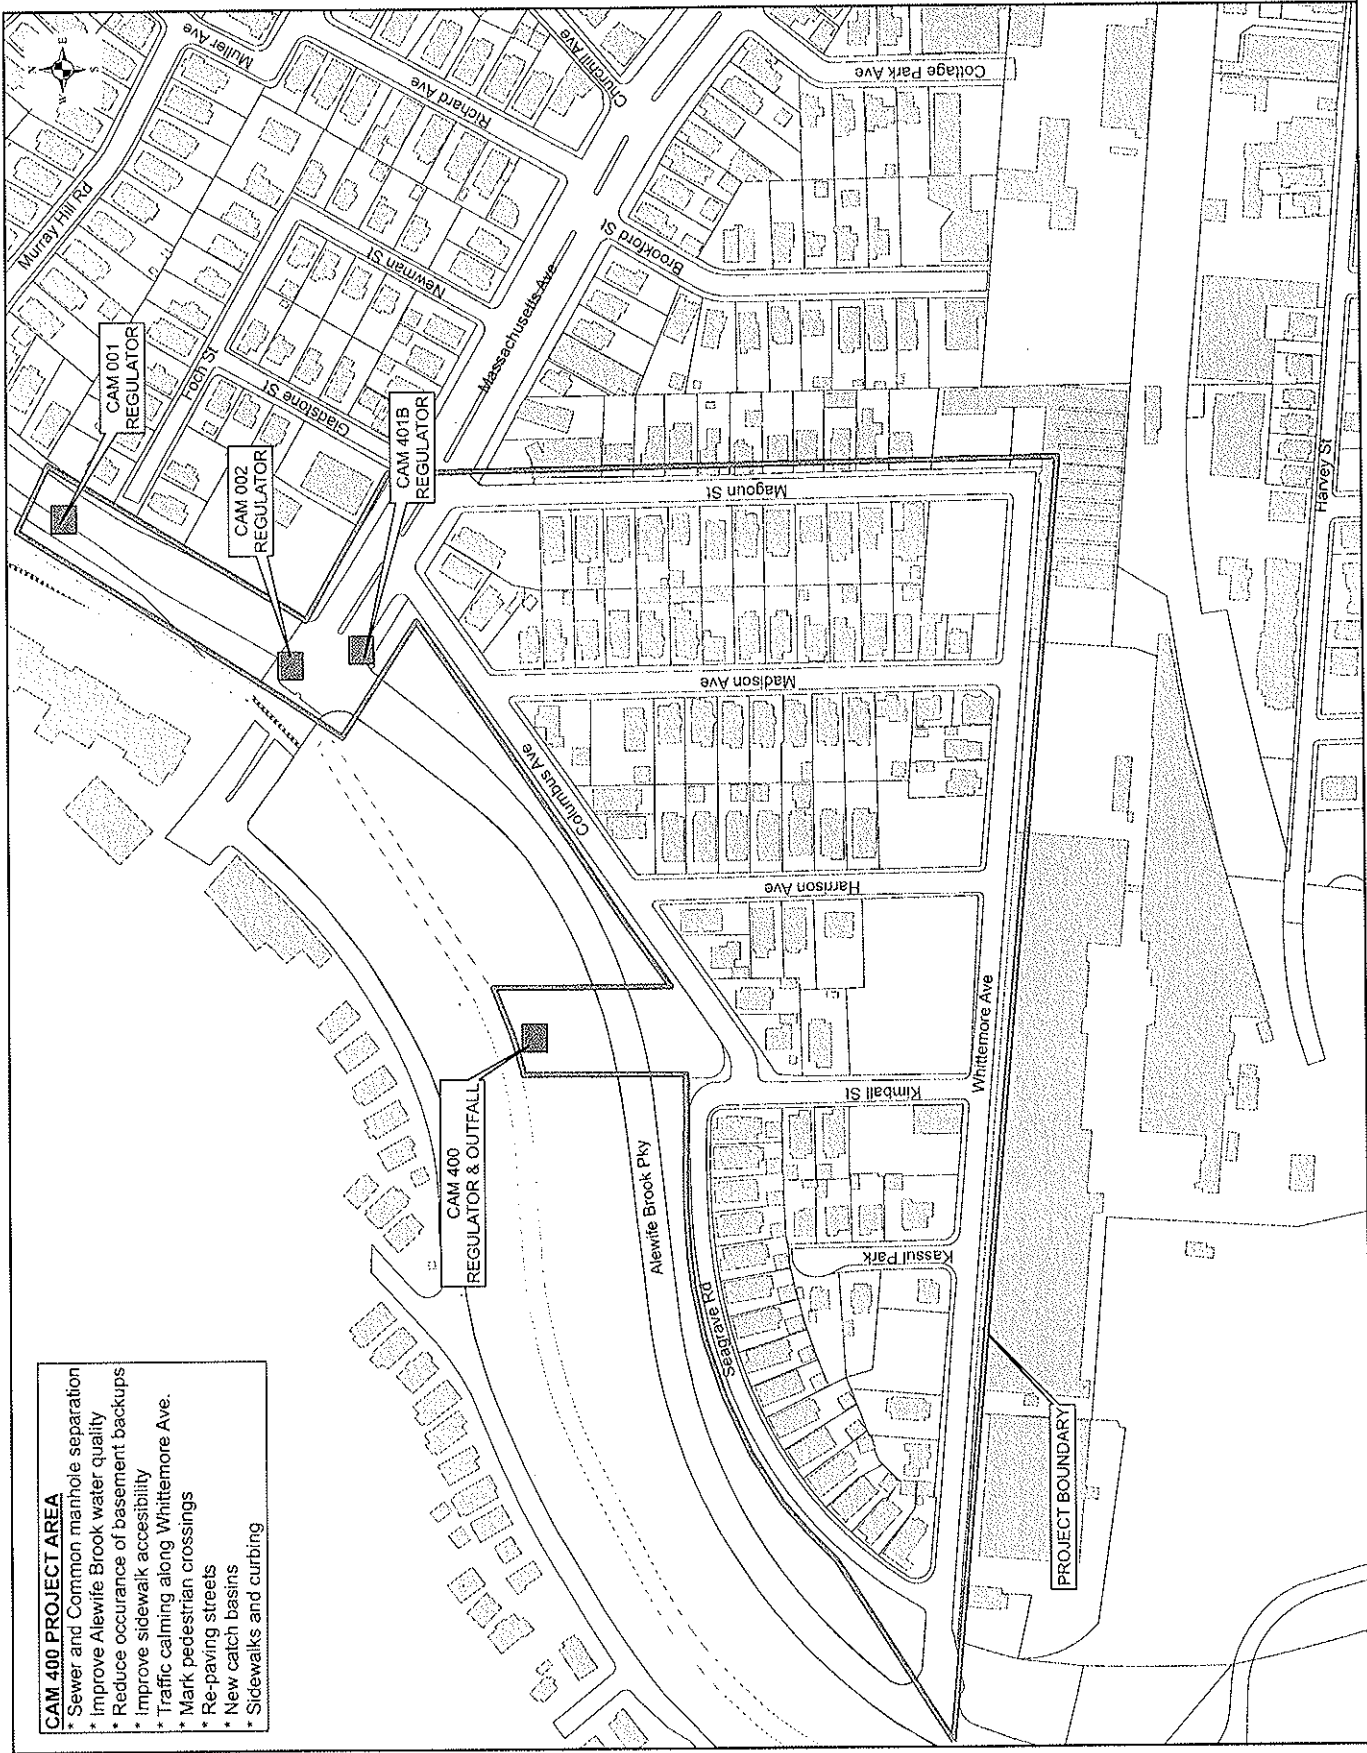 CAM 400 PROJECT AREA
* Sewer and Common manhole separation
* Improve Alewife Brook water quality
* Reduce occurance of basement backups
* Improve sidewalk accesibility
* Traffic calming along Whittemore Ave.
* Mark pedestrian crossings
* Re-paving streets
* New catch basins
* Sidewalks and curbing
N
E
S
W
Muller Ave
Murray Hill Rd
Richard Ave
Churchill Ave
Cottage Park Ave
CAM 001
REGULATOR
Foch St
Newman St
Gladstone St
Massachusetts Ave
Brookford St
CAM 002
REGULATOR
CAM 401B
REGULATOR
Magoun St
Harvey St
Madison Ave
Columbus Ave
Harrison Ave
CAM 400
REGULATOR & OUTFALL
Whittemore Ave
Kimball St
Alewife Brook Pky
Kassul Park
Seagrave Rd
PROJECT BOUNDARY